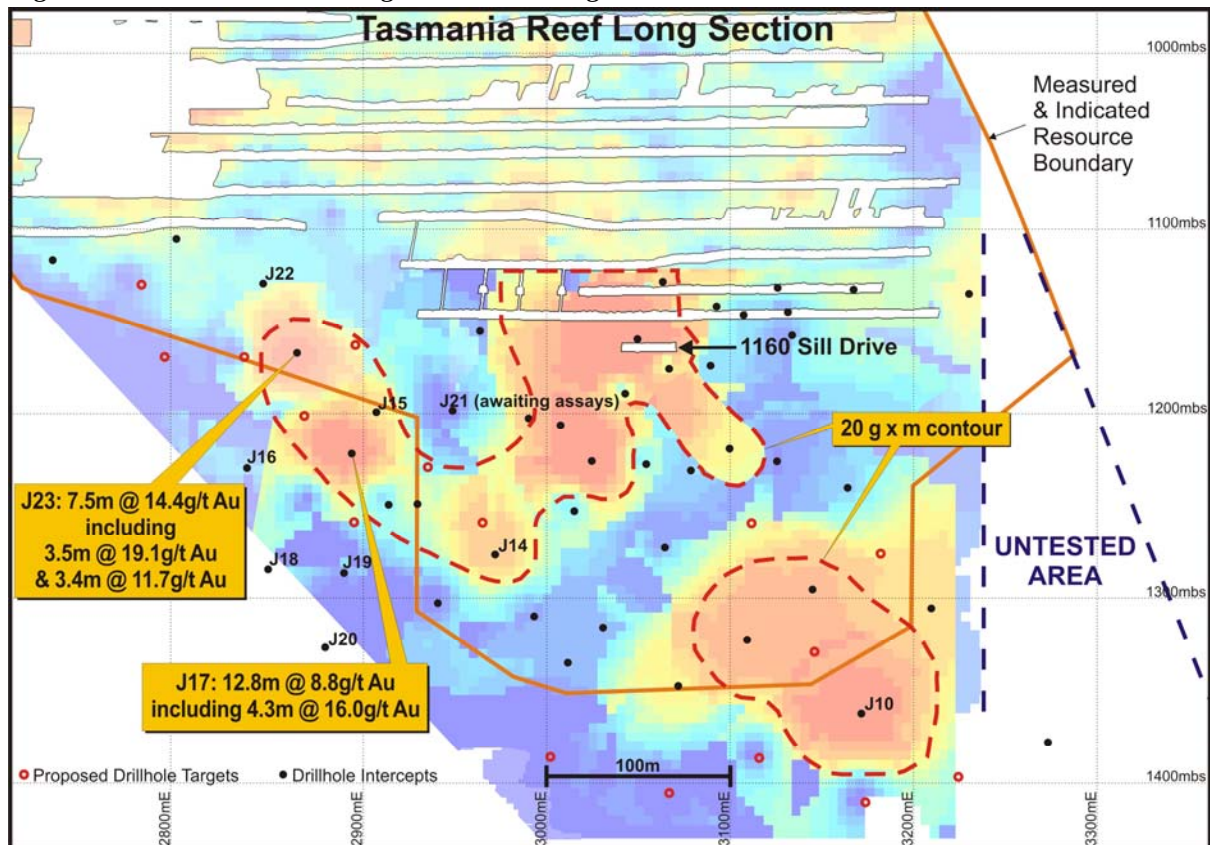 Tasmania Reef Long Section
1000mbs
Measured
& Indicated
Resource
Boundary
1100mbs
J22
1160 Sill Drive
J15
J21 (awaiting assays)
1200mbs
20 g x m contour
J16
J23: 7.5m @ 14.4g/t Au
including
3.5m @ 19.1g/t Au
& 3.4m @ 11.7g/t Au
J14
J18
J19
UNTESTED
AREA
1300mbs
J20
J17: 12.8m @ 8.8g/t Au
including 4.3m @ 16.0g/t Au
J10
Proposed Drillhole Targets
Drillhole Intercepts
100m
1400mbs
2800mE
2900mE
3000mE
3100mE
3200mE
3300mE